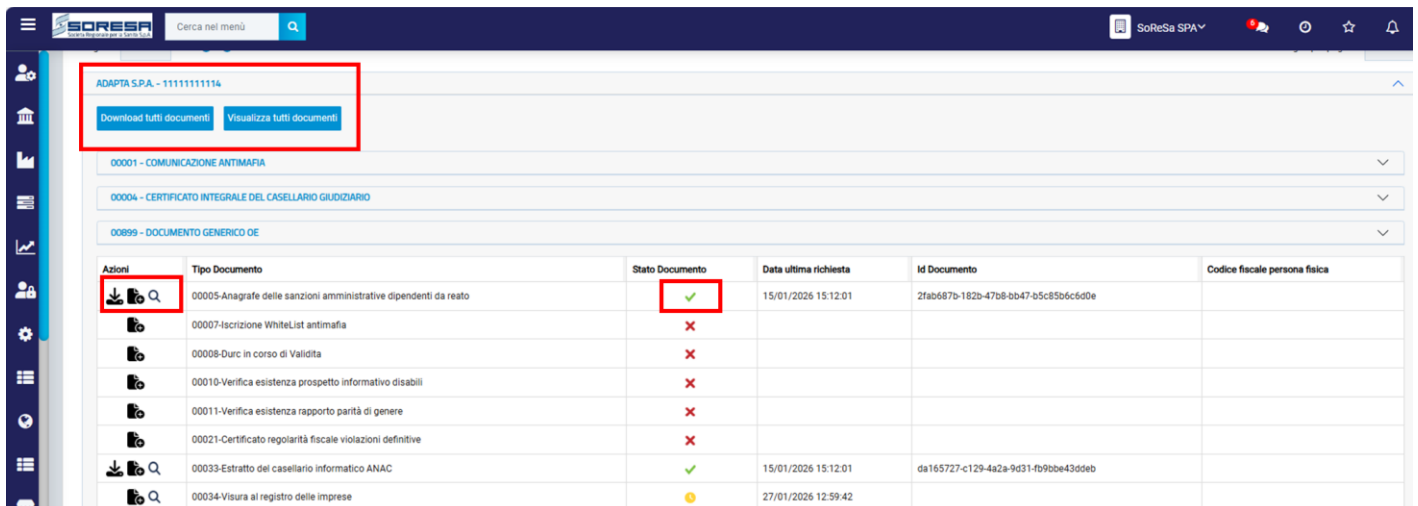 SORESA
Società Regionale per la Sanità S.p.A.
Cerca nel menù
SoReSa SPA
ADAPTA S.P.A. - 11111111114
Download tutti documenti Visualizza tutti documenti
00001 - COMUNICAZIONE ANTIMAFIA
00004 - CERTIFICATO INTEGRALE DEL CASELLARIO GIUDIZIARIO
00899 - DOCUMENTO GENERICO OE
Azioni Tipo Documento Stato Documento Data ultima richiesta Id Documento Codice fiscale persona fisica
00005-Anagrafe delle sanzioni amministrative dipendenti da reato 15/01/2026 15:12:01 2fab687b-182b-47b8-bb47-b5c85b6c6d0e
00007-Iscrizione WhiteList antimafia
00008-Durc in corso di Validita
00010-Verifica esistenza prospetto informativo disabili
00011-Verifica esistenza rapporto parità di genere
00021-Certificato regolarità fiscale violazioni definitive
00033-Estratto del casellario informatico ANAC 15/01/2026 15:12:01 da165727-c129-4a2a-9d31-fb9bbe43ddeb
00034-Visura al registro delle imprese 27/01/2026 12:59:42